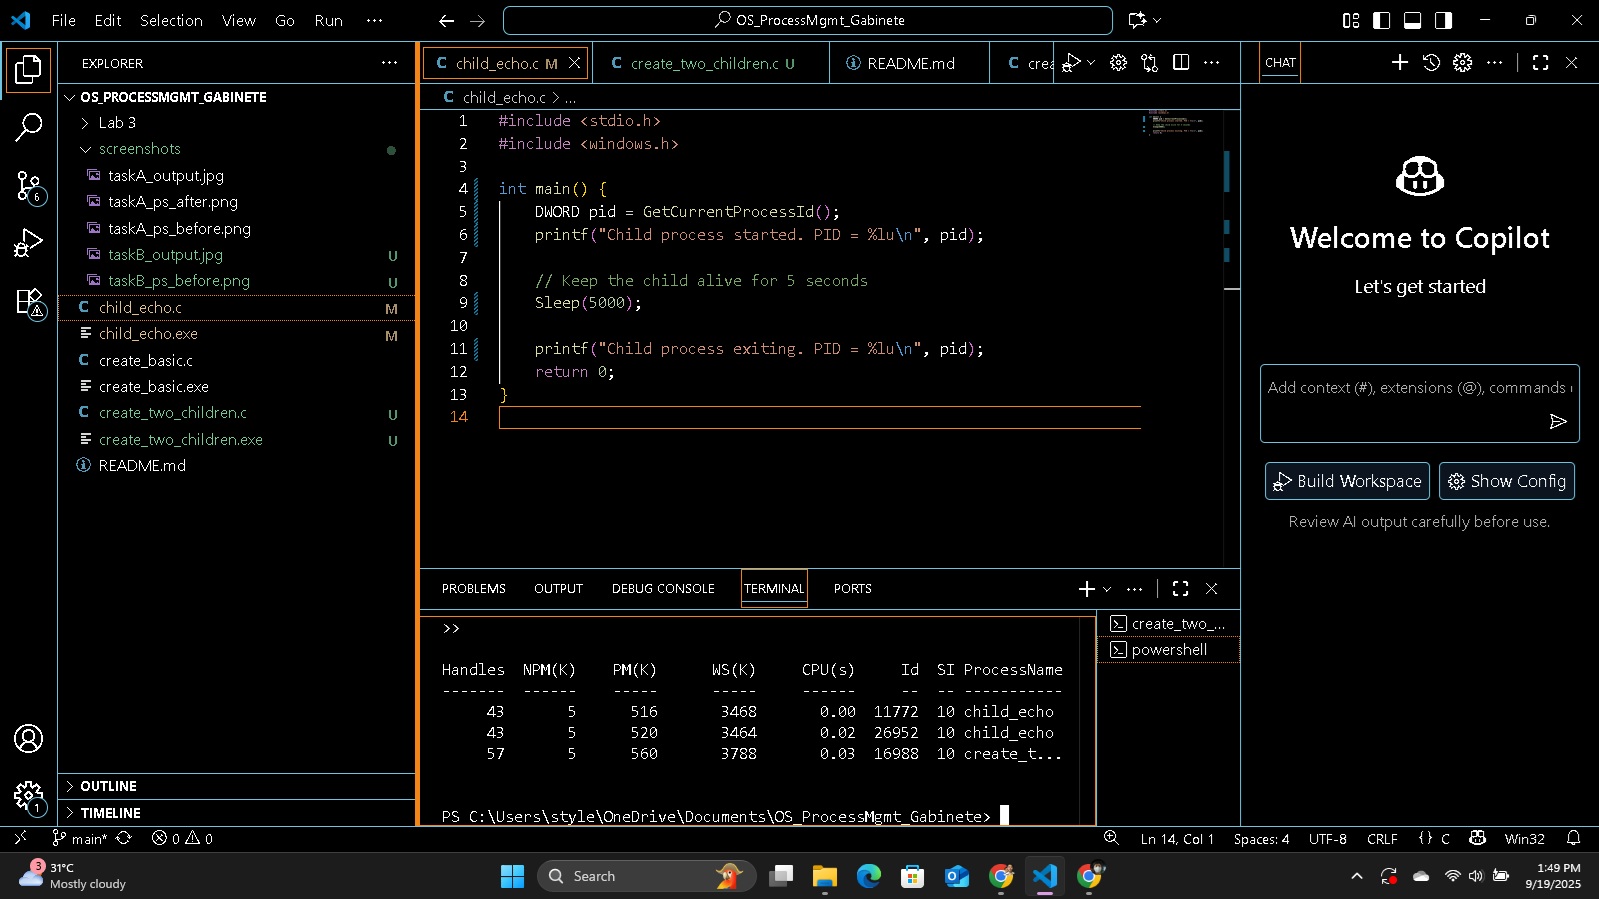 File Edit Selection View Go Run ...
OS_ProcessMgmt_Gabinete
EXPLORER
OS_PROCESSMGMT_GABINETE
Lab 3
screenshots
taskA_output.jpg
taskA_ps_after.png
taskA_ps_before.png
taskB_output.jpg U
taskB_ps_before.png U
child_echo.c M
child_echo.exe M
create_basic.c
create_basic.exe
create_two_children.c U
create_two_children.exe U
README.md
OUTLINE
TIMELINE
6
1
C child_echo.c M
C create_two_children.c U
README.md
C crea
C child_echo.c > ...
1 #include <stdio.h>
2 #include <windows.h>
3
4 int main() {
5 DWORD pid = GetCurrentProcessId();
6 printf("Child process started. PID = %lu\n", pid);
7
8 // Keep the child alive for 5 seconds
9 Sleep(5000);
10
11 printf("Child process exiting. PID = %lu\n", pid);
12 return 0;
13 }
14
PROBLEMS OUTPUT DEBUG CONSOLE TERMINAL PORTS
>>
Handles NPM(K) PM(K) WS(K) CPU(s) Id SI ProcessName
------- ------ ----- ----- ------ -- -- -----------
43 5 516 3468 0.00 11772 10 child_echo
43 5 520 3464 0.02 26952 10 child_echo
57 5 560 3788 0.03 16988 10 create_t...
PS C:\Users\style\OneDrive\Documents\OS_ProcessMgmt_Gabinete>
create_two_...
powershell
CHAT
Welcome to Copilot
Let's get started
Add context (#), extensions (@), commands
Build Workspace
Show Config
Review AI output carefully before use.
main* 0 0
Ln 14, Col 1 Spaces: 4 UTF-8 CRLF {} C Win32
3
31°C
Mostly cloudy
Search
1:49 PM
9/19/2025